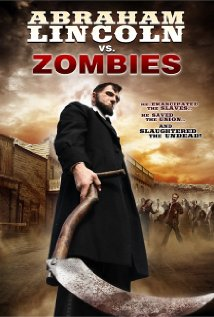 ABRAHAM
LINCOLN
VS.
ZOMBIES
HE EMANCIPATED
THE SLAVES...
HE SAVED
THE UNION...
AND
SLAUGHTERED
THE UNDEAD!